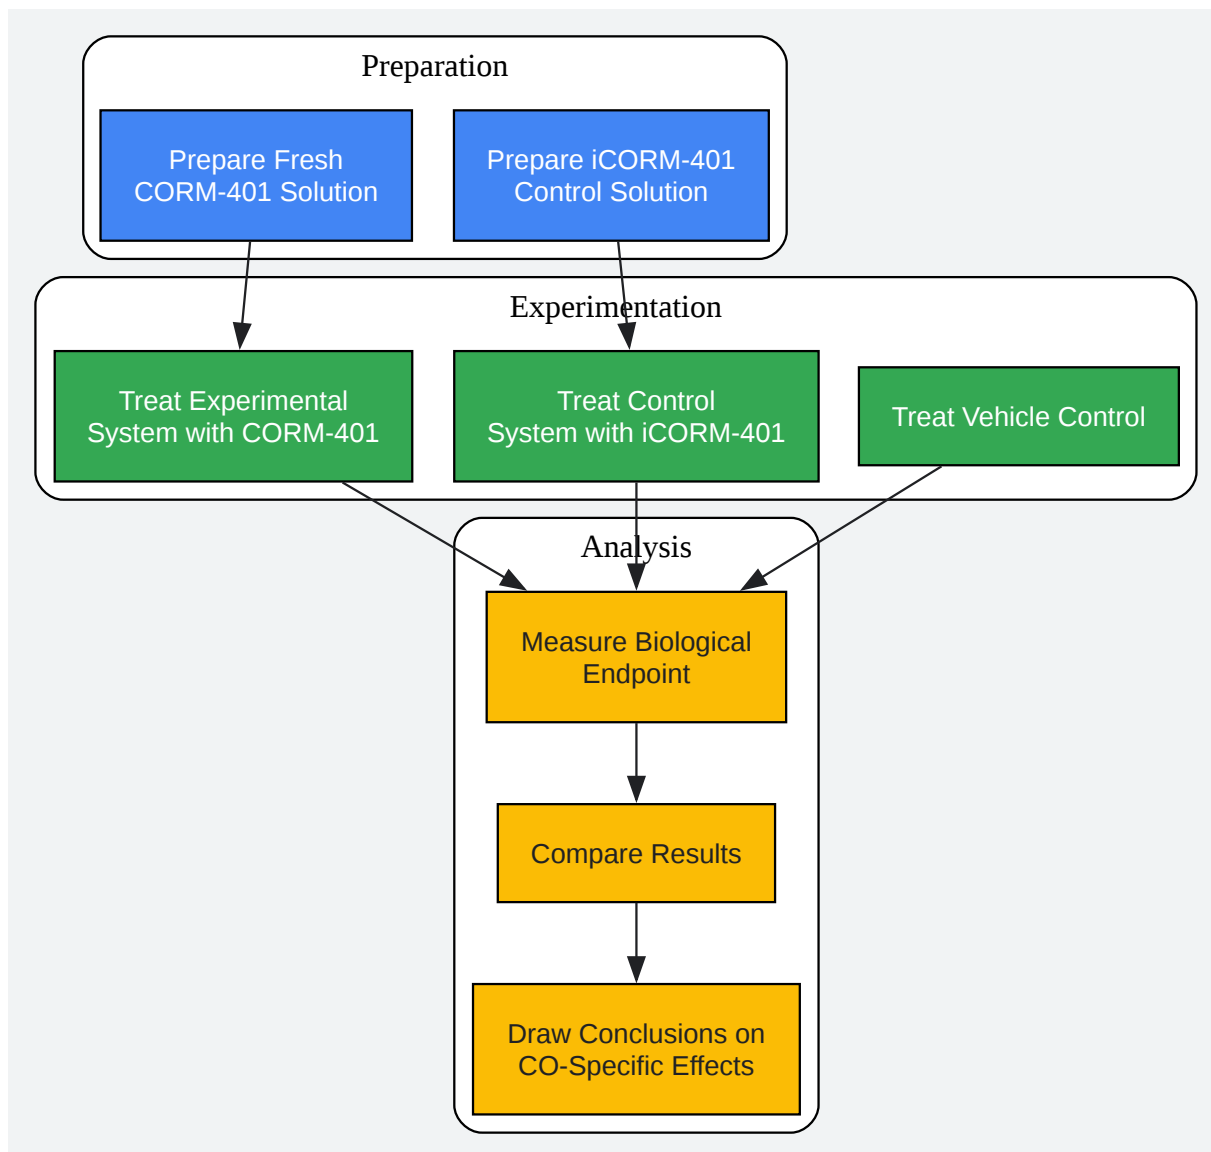 Preparation
Prepare Fresh
CORM-401 Solution
Prepare iCORM-401
Control Solution
Experimentation
Treat Experimental
System with CORM-401
Treat Control
System with iCORM-401
Treat Vehicle Control
Analysis
Measure Biological
Endpoint
Compare Results
Draw Conclusions on
CO-Specific Effects